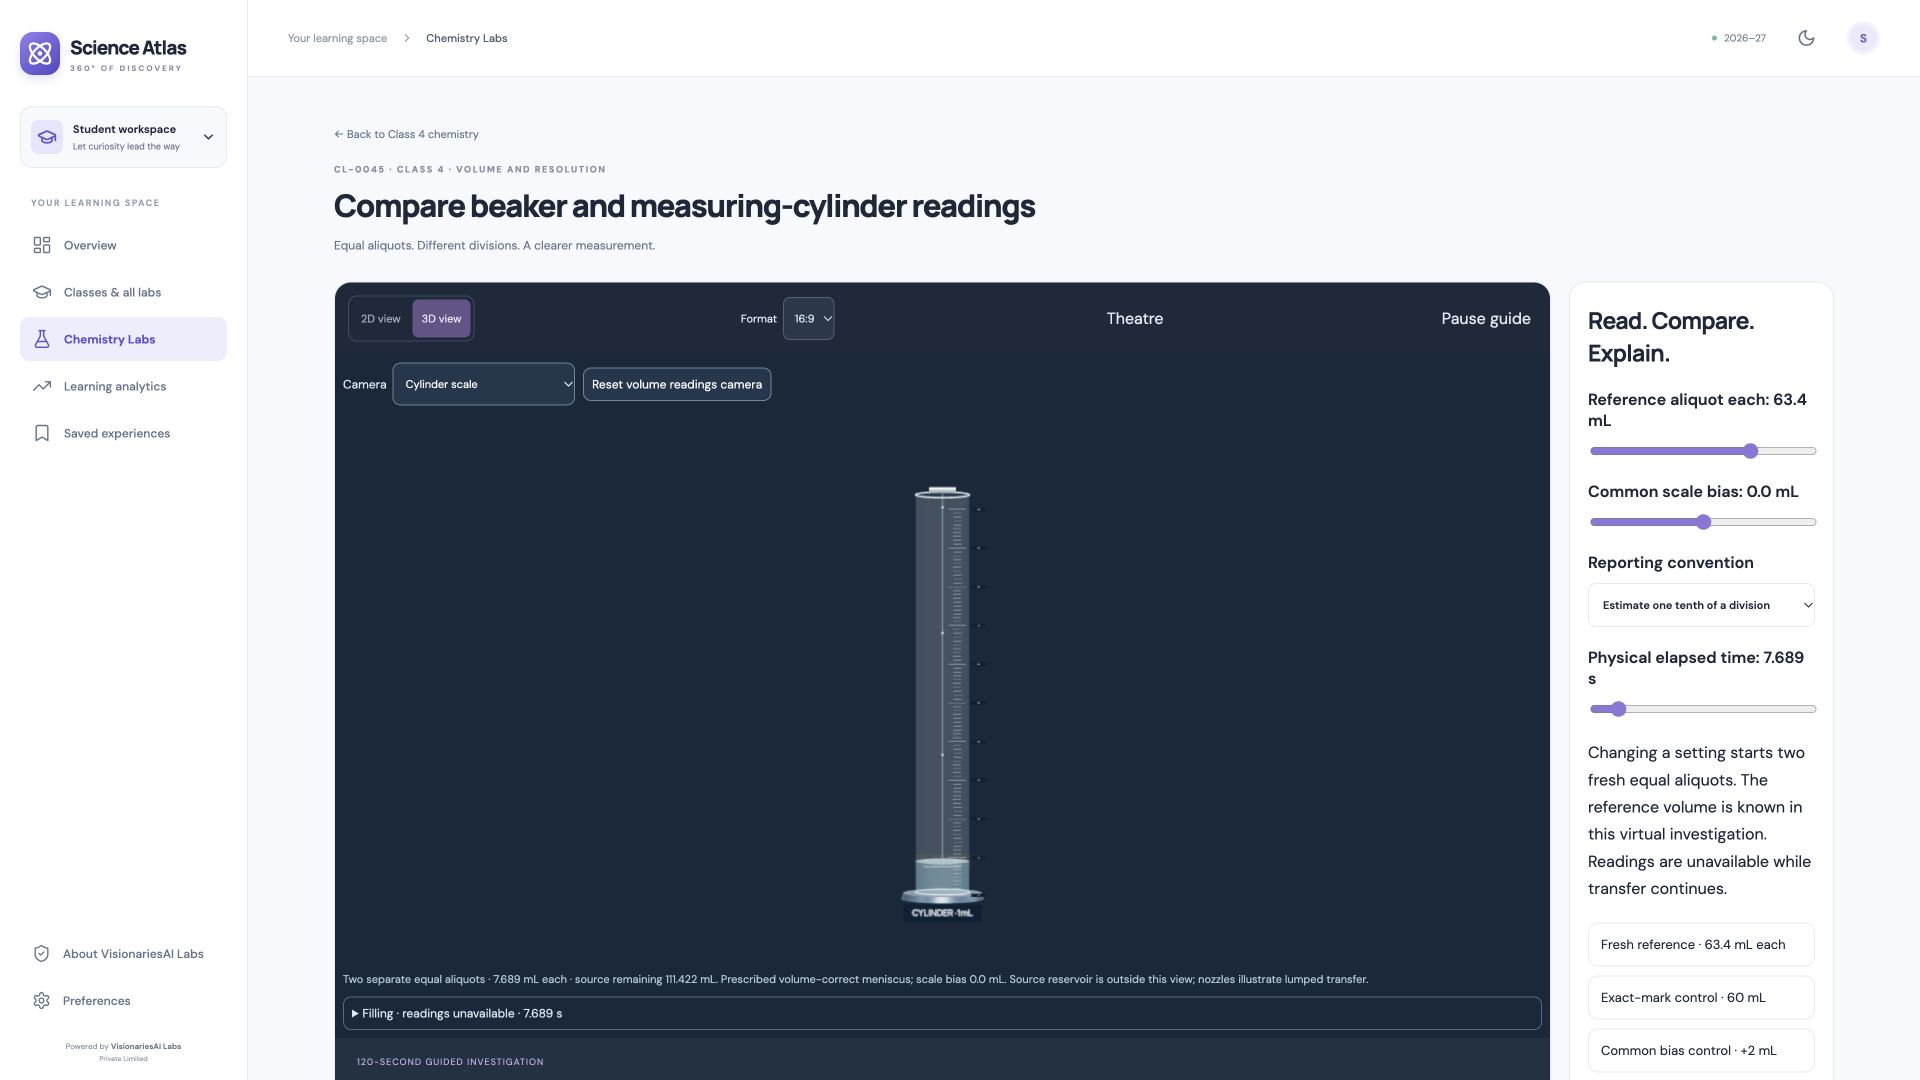 Science Atlas
360° OF DISCOVERY
Student workspace
Let curiosity lead the way
YOUR LEARNING SPACE
Overview
Classes & all labs
Chemistry Labs
Learning analytics
Saved experiences
About VisionariesAI Labs
Preferences
Powered by VisionariesAI Labs
Private Limited
Your learning space > Chemistry Labs
2026–27
S
← Back to Class 4 chemistry
CL-0045 · CLASS 4 · VOLUME AND RESOLUTION
Compare beaker and measuring-cylinder readings
Equal aliquots. Different divisions. A clearer measurement.
2D view
3D view
Format
16:9
Theatre
Pause guide
Camera
Cylinder scale
Reset volume readings camera
CYLINDER · 1 mL
Two separate equal aliquots · 7.689 mL each · source remaining 111.422 mL. Prescribed volume-correct meniscus; scale bias 0.0 mL. Source reservoir is outside this view; nozzles illustrate lumped transfer.
▶ Filling · readings unavailable · 7.689 s
120-SECOND GUIDED INVESTIGATION
Read. Compare.
Explain.
Reference aliquot each: 63.4
mL
Common scale bias: 0.0 mL
Reporting convention
Estimate one tenth of a division
Physical elapsed time: 7.689
s
Changing a setting starts two
fresh equal aliquots. The
reference volume is known in
this virtual investigation.
Readings are unavailable while
transfer continues.
Fresh reference · 63.4 mL each
Exact-mark control · 60 mL
Common bias control · +2 mL